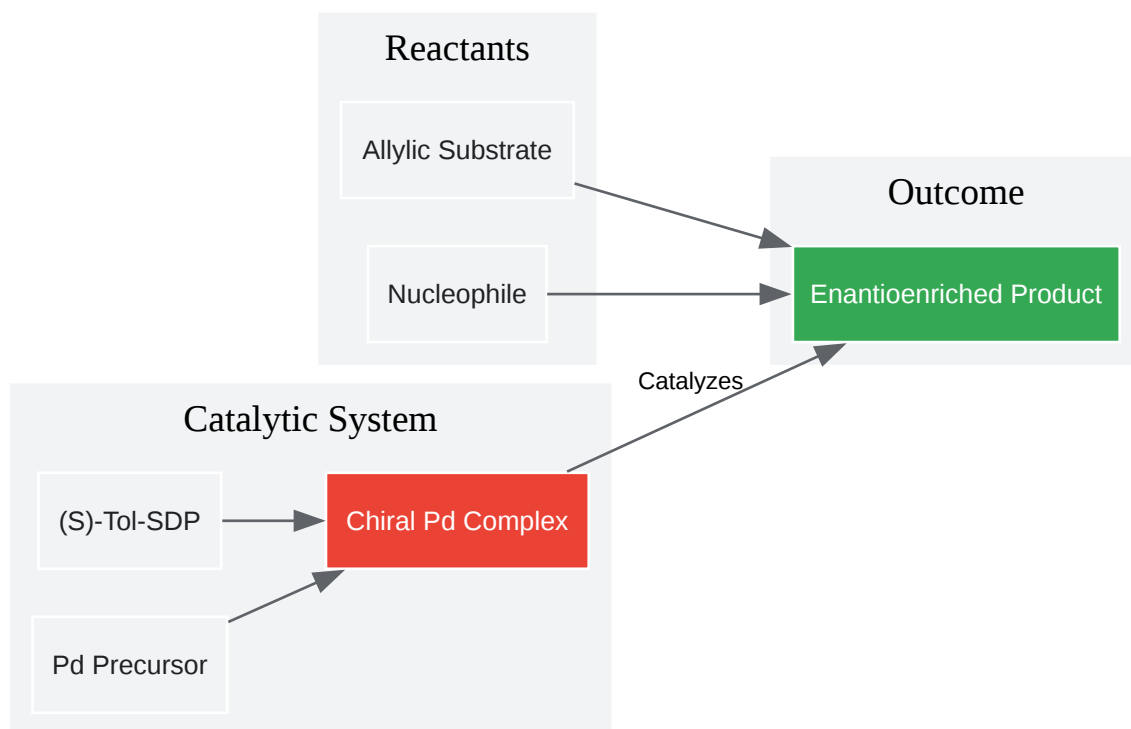 Reactants
Allylic Substrate
Nucleophile
Outcome
Enantioenriched Product
Catalyzes
Catalytic System
(S)-Tol-SDP
Chiral Pd Complex
Pd Precursor